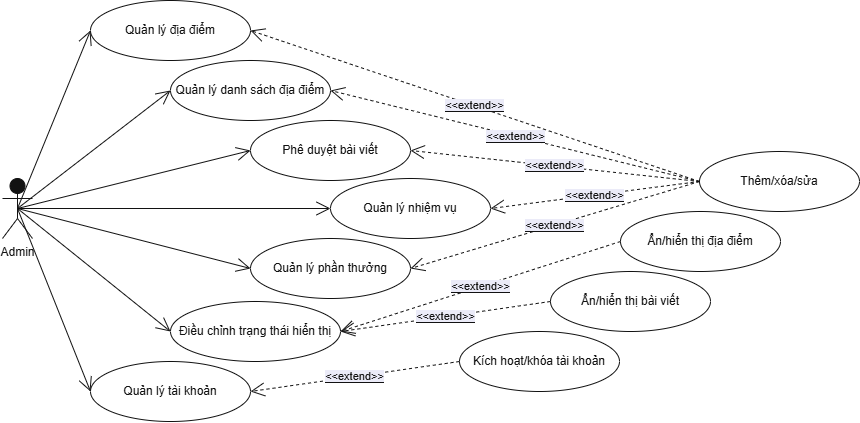 Quản lý địa điểm
Quản lý danh sách địa điểm
<<extend>>
<<extend>>
Phê duyệt bài viết
<<extend>>
Thêm/xóa/sửa
<<extend>>
Quản lý nhiệm vụ
<<extend>>
Ẩn/hiển thị địa điểm
Admin
Quản lý phần thưởng
<<extend>>
Ẩn/hiển thị bài viết
<<extend>>
Điều chỉnh trạng thái hiển thị
Kích hoạt/khóa tài khoản
<<extend>>
Quản lý tài khoản